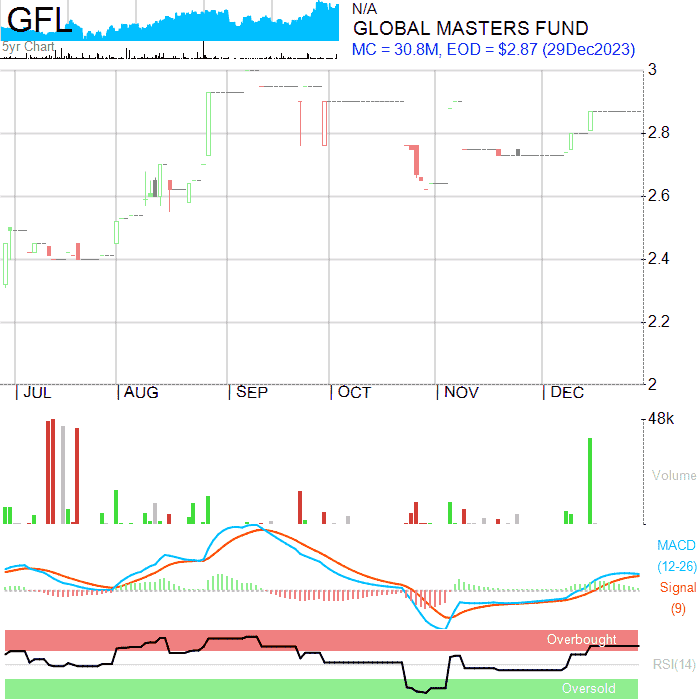 GFL
N/A
GLOBAL MASTERS FUND
5yr Chart
MC = 30.8M, EOD = $2.87 (29Dec2023)
3
2.8
2.6
2.4
2.2
2
JUL AUG SEP OCT NOV DEC
48k
Volume
MACD
(12-26)
Signal
(9)
Overbought
RSI(14)
Oversold